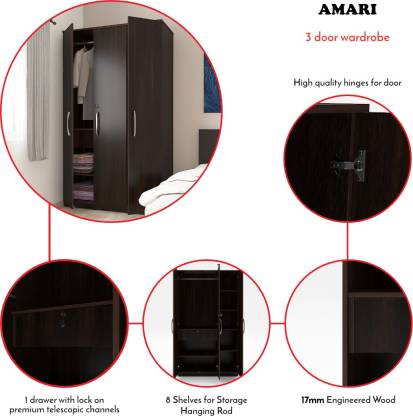 AMARI
3 door wardrobe
High quality hinges for door
1 drawer with lock on
premium telescopic channels
8 Shelves for Storage
Hanging Rod
17mm Engineered Wood